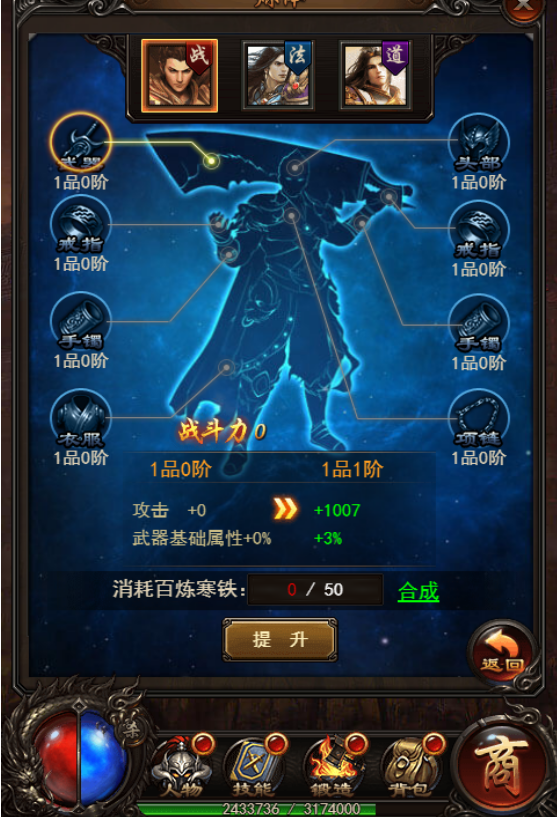 战
法
道
武器
1品0阶
头部
1品0阶
戒指
1品0阶
戒指
1品0阶
手镯
1品0阶
手镯
1品0阶
衣服
1品0阶
项链
1品0阶
战斗力 0
1品0阶
1品1阶
攻击 +0
+1007
武器基础属性+0%
+3%
消耗百炼寒铁：
0 / 50
合成
提 升
返回
人物
技能
锻造
背包
商
2433736 / 3174000